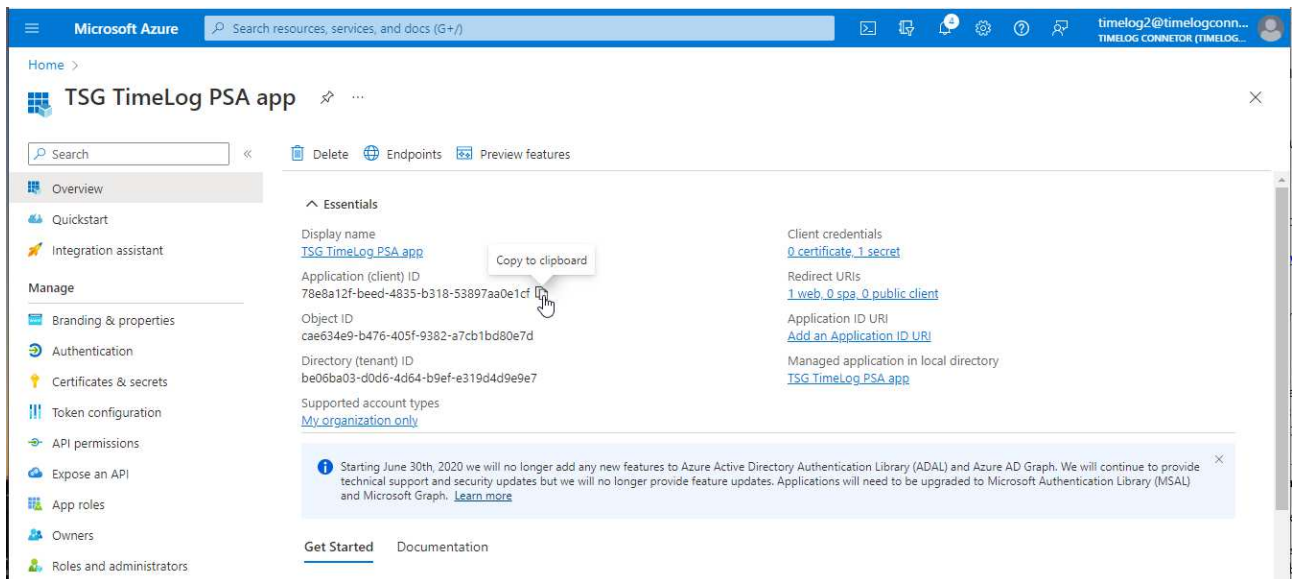 Microsoft Azure
Search resources, services, and docs (G+/)
4
timelog2@timelogconn...
TIMELOG CONNETOR (TIMELOG...
Home >
TSG TimeLog PSA app
...
Search
«
Delete
Endpoints
Preview features
Overview
Quickstart
Integration assistant
Manage
Branding & properties
Authentication
Certificates & secrets
Token configuration
API permissions
Expose an API
App roles
Owners
Roles and administrators
Essentials
Display name
TSG TimeLog PSA app
Copy to clipboard
Application (client) ID
78e8a12f-beed-4835-b318-53897aa0e1cf
Object ID
cae634e9-b476-405f-9382-a7cb1bd80e7d
Directory (tenant) ID
be06ba03-d0d6-4d64-b9ef-e319d4d9e9e7
Supported account types
My organization only
Client credentials
0 certificate, 1 secret
Redirect URIs
1 web, 0 spa, 0 public client
Application ID URI
Add an Application ID URI
Managed application in local directory
TSG TimeLog PSA app
Starting June 30th, 2020 we will no longer add any new features to Azure Active Directory Authentication Library (ADAL) and Azure AD Graph. We will continue to provide
technical support and security updates but we will no longer provide feature updates. Applications will need to be upgraded to Microsoft Authentication Library (MSAL)
and Microsoft Graph. Learn more
Get Started
Documentation